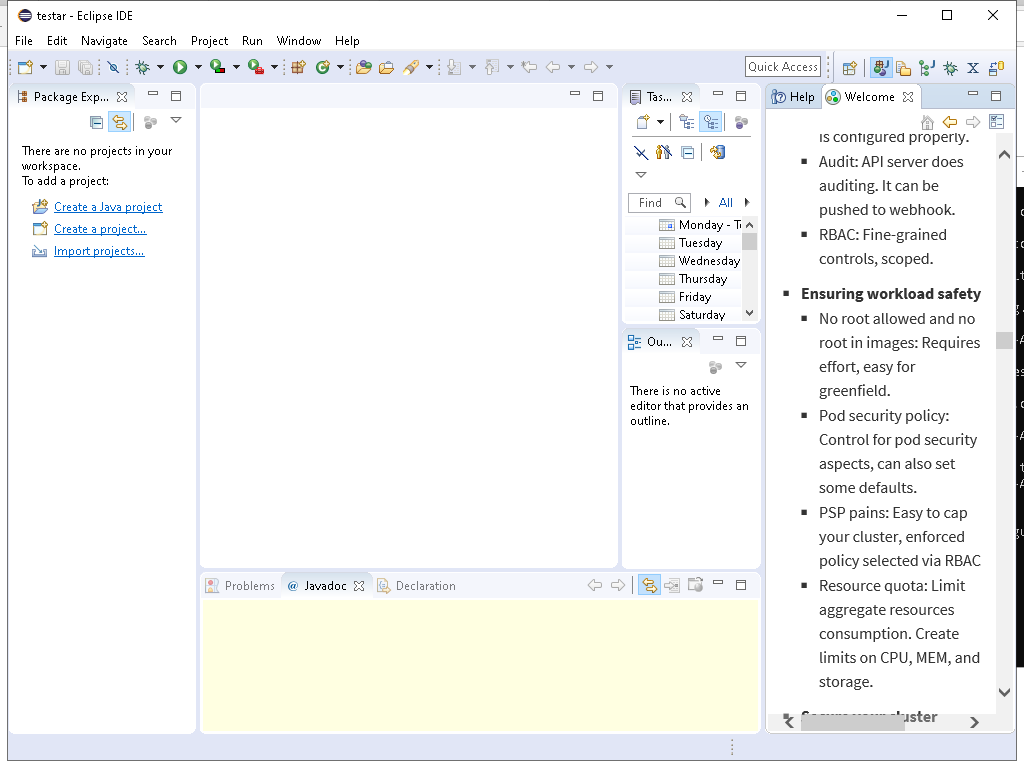 testar - Eclipse IDE
File Edit Navigate Search Project Run Window Help
Quick Access
Package Exp...
There are no projects in your
workspace.
To add a project:
Create a Java project
Create a project...
Import projects...
Tas...
Find
All
Monday - T
Tuesday
Wednesday
Thursday
Friday
Saturday
Ou...
There is no active
editor that provides an
outline.
Problems @ Javadoc Declaration
Help Welcome
is configured properly.
Audit: API server does
auditing. It can be
pushed to webhook.
RBAC: Fine-grained
controls, scoped.
Ensuring workload safety
No root allowed and no
root in images: Requires
effort, easy for
greenfield.
Pod security policy:
Control for pod security
aspects, can also set
some defaults.
PSP pains: Easy to cap
your cluster, enforced
policy selected via RBAC
Resource quota: Limit
aggregate resources
consumption. Create
limits on CPU, MEM, and
storage.
Secure your cluster